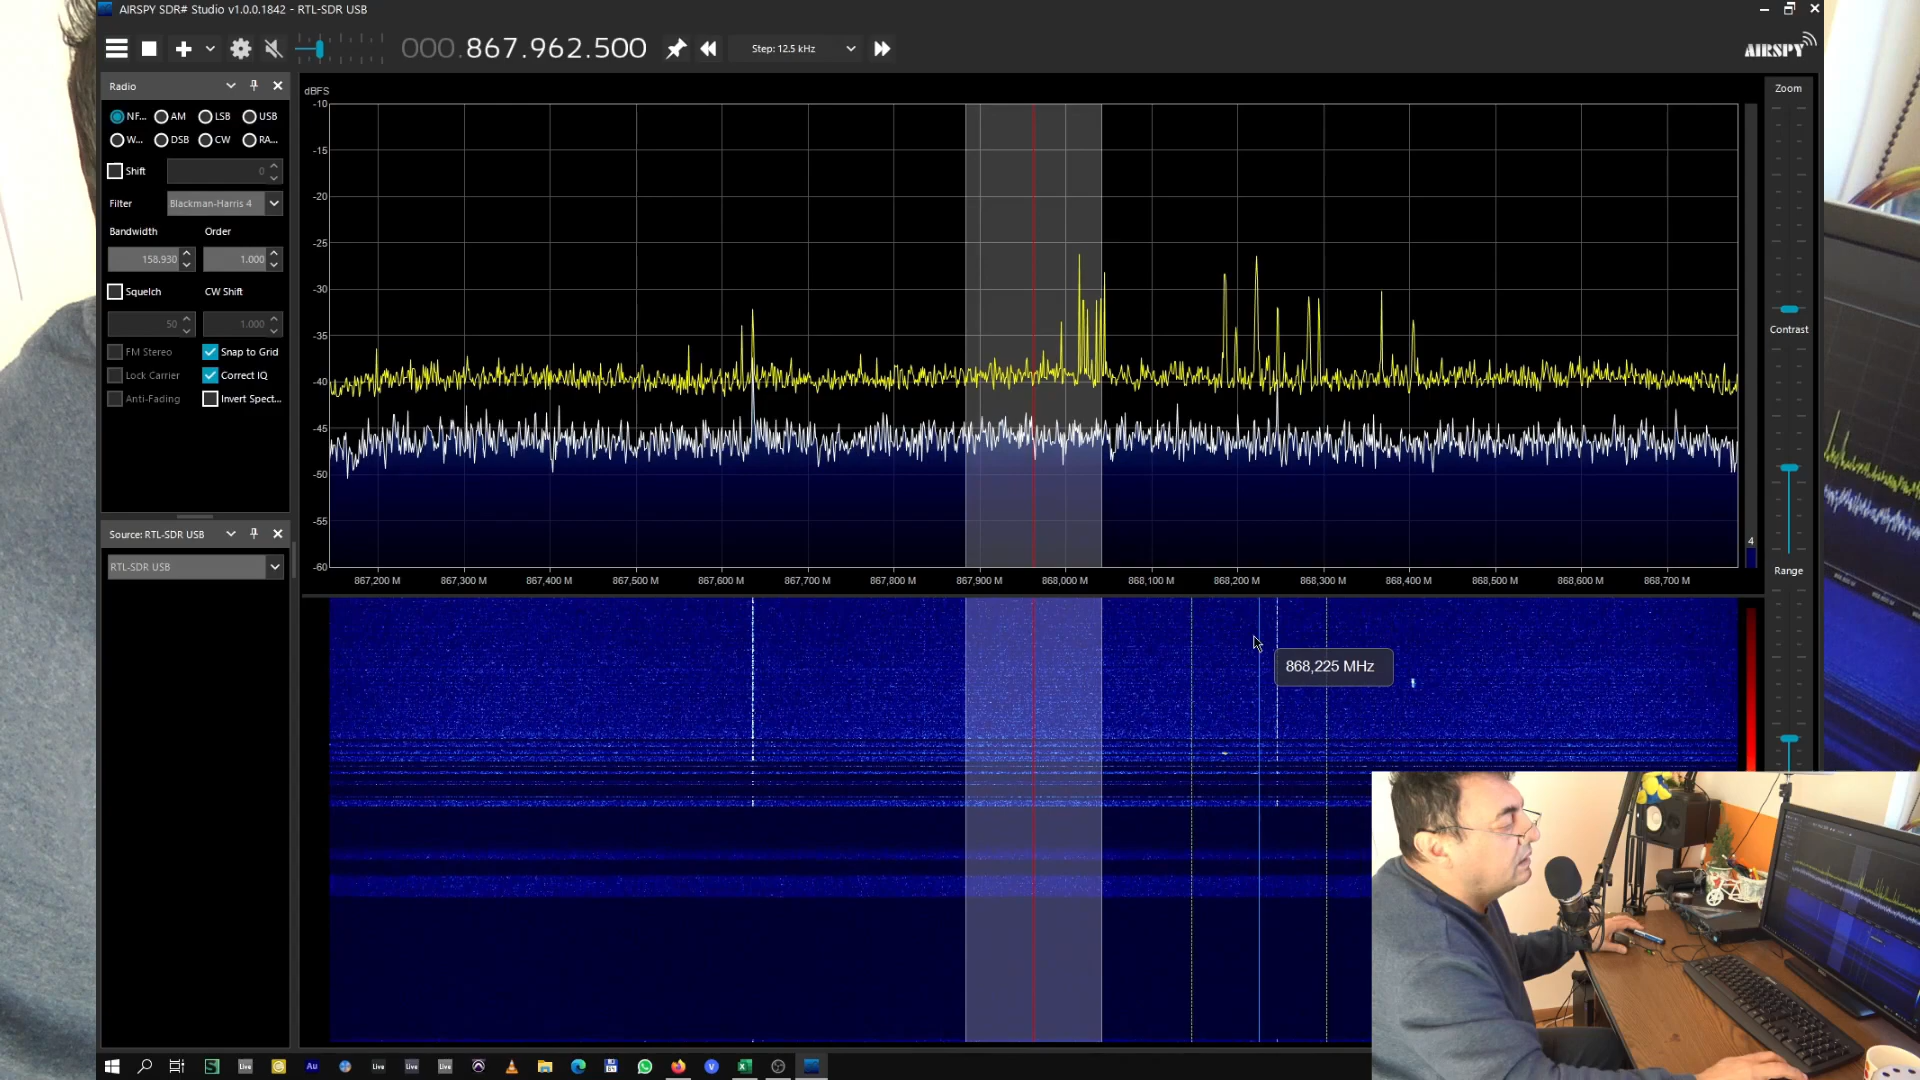 AIRSPY SDR# Studio v1.0.0.1842 - RTL-SDR USB
000.867.962.500
Step: 12.5 kHz
AIRSPY
Radio
NF... AM LSB USB
W... DSB CW RA...
Shift 0
Filter Blackman-Harris 4
Bandwidth Order
158.930 1.000
Squelch CW Shift
50 1.000
FM Stereo Snap to Grid
Lock Carrier Correct IQ
Anti-Fading Invert Spect...
Source: RTL-SDR USB
RTL-SDR USB
dBFS
-10
-15
-20
-25
-30
-35
-40
-45
-50
-55
-60
867,200 M 867,300 M 867,400 M 867,500 M 867,600 M 867,700 M 867,800 M 867,900 M 868,000 M 868,100 M 868,200 M 868,300 M 868,400 M 868,500 M 868,600 M 868,700 M
4
868,225 MHz
Zoom
Contrast
Range
S Live Au Live Live Live V X